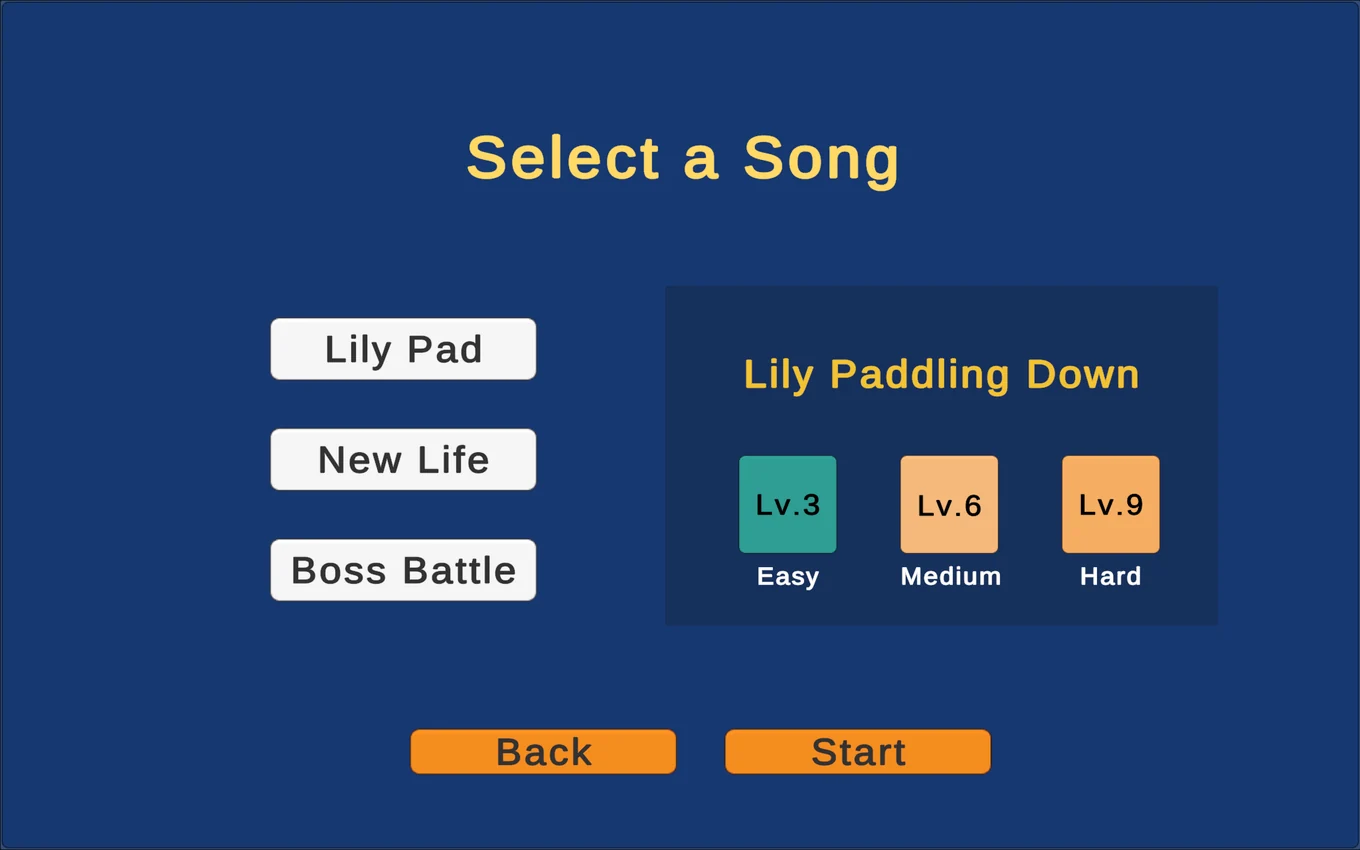 Select a Song
Lily Pad
New Life
Boss Battle
Lily Paddling Down
Lv.3
Lv.6
Lv.9
Easy
Medium
Hard
Back
Start